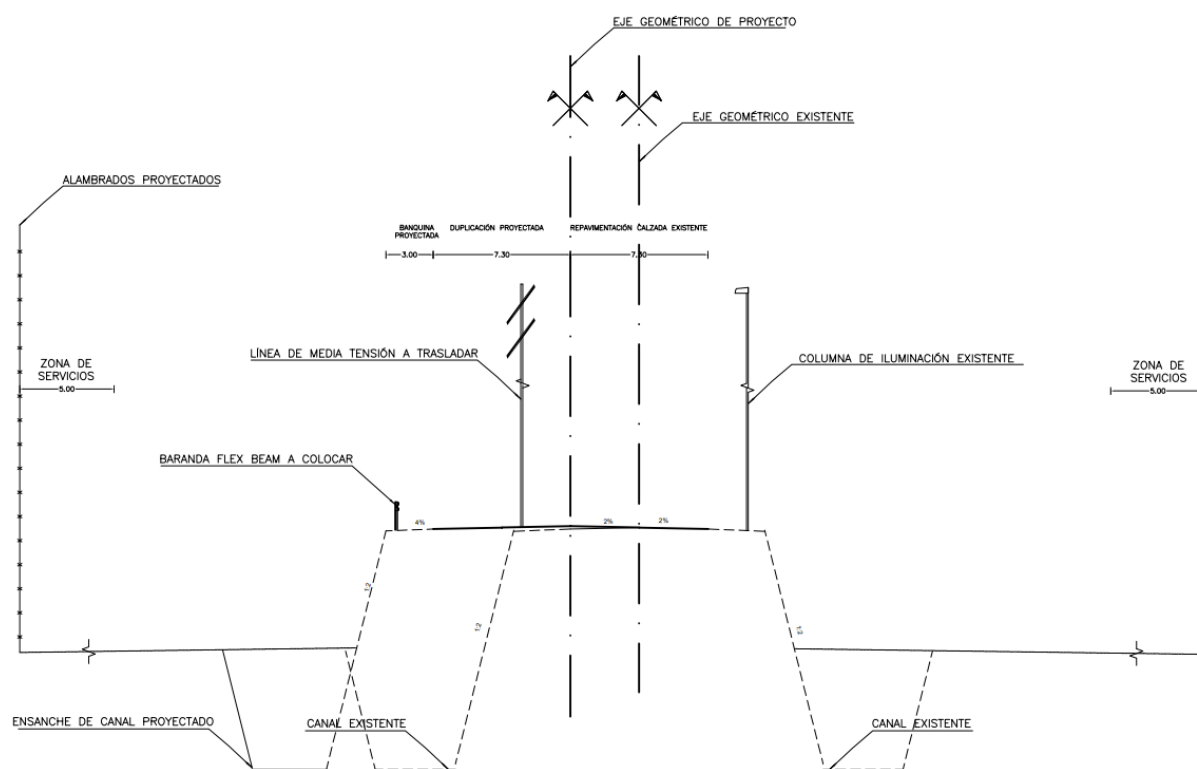 EJE GEOMÉTRICO DE PROYECTO
EJE GEOMÉTRICO EXISTENTE
ALAMBRADOS PROYECTADOS
BANQUINA
PROYECTADA
DUPLICACIÓN PROYECTADA
REPAVIMENTACIÓN CALZADA EXISTENTE
3.00
7.30
7.30
LÍNEA DE MEDIA TENSIÓN A TRASLADAR
COLUMNA DE ILUMINACIÓN EXISTENTE
ZONA DE
SERVICIOS
5.00
ZONA DE
SERVICIOS
5.00
BARANDA FLEX BEAM A COLOCAR
4%
2%
2%
1:2
1:2
1:2
ENSANCHE DE CANAL PROYECTADO
CANAL EXISTENTE
CANAL EXISTENTE